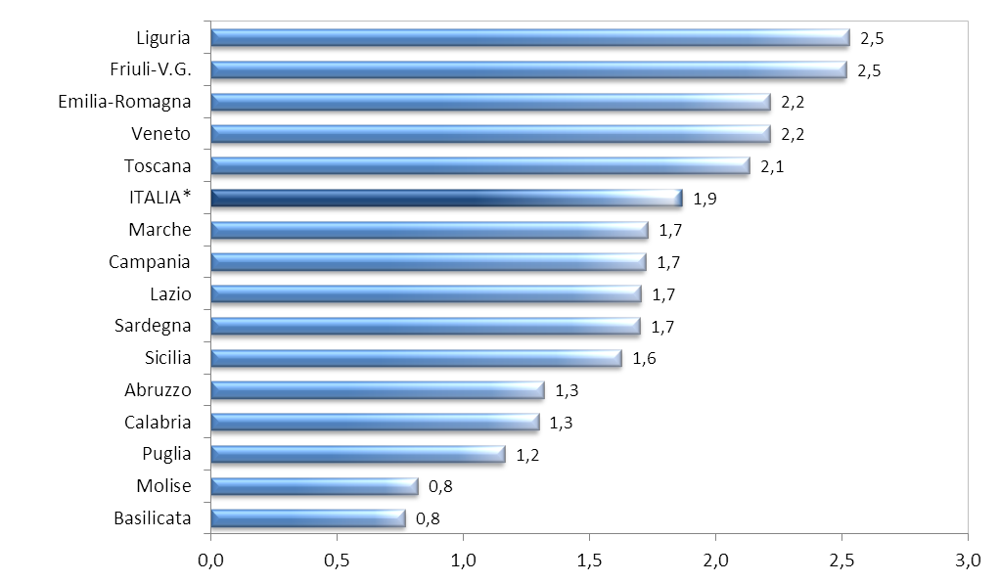 Liguria 2,5
Friuli-V.G. 2,5
Emilia-Romagna 2,2
Veneto 2,2
Toscana 2,1
ITALIA* 1,9
Marche 1,7
Campania 1,7
Lazio 1,7
Sardegna 1,7
Sicilia 1,6
Abruzzo 1,3
Calabria 1,3
Puglia 1,2
Molise 0,8
Basilicata 0,8
0,0 0,5 1,0 1,5 2,0 2,5 3,0